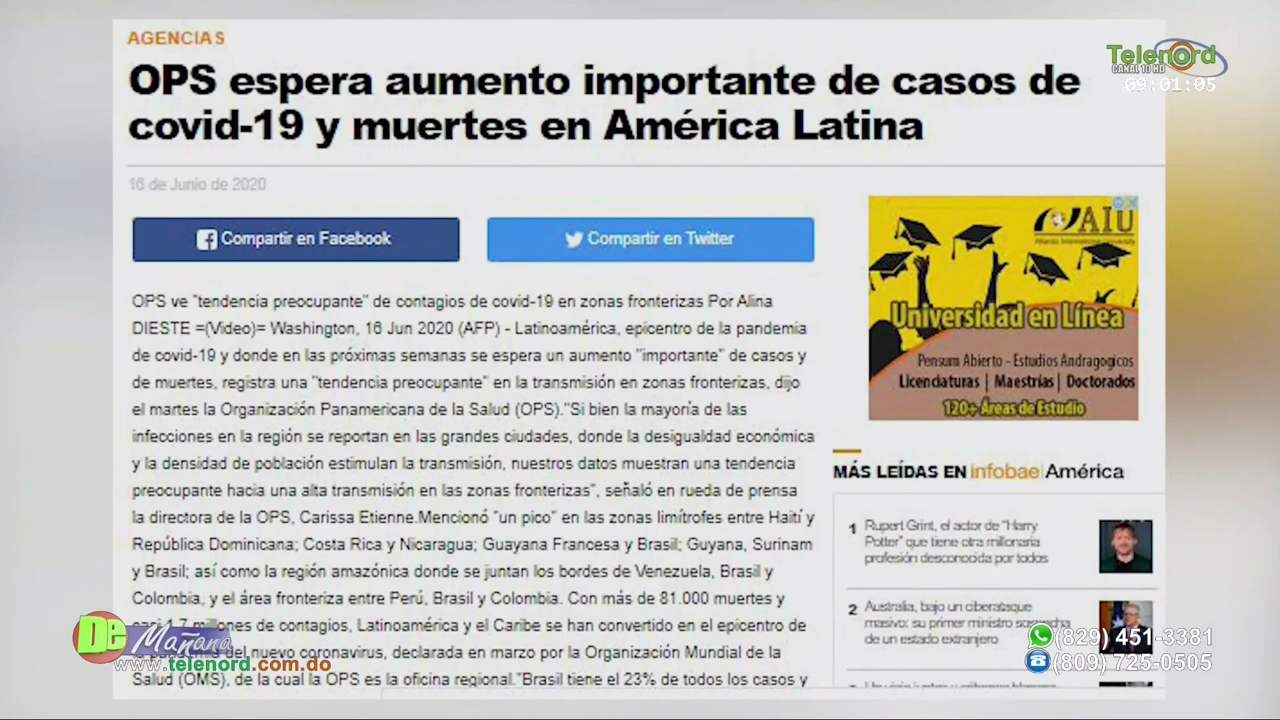 AGENCIAS
OPS espera aumento importante de casos de
covid-19 y muertes en América Latina
16 de Junio de 2020
Compartir en Facebook
Compartir en Twitter
OPS ve "tendencia preocupante" de contagios de covid-19 en zonas fronterizas Por Alina
DIESTE =(Video)= Washington, 16 Jun 2020 (AFP) - Latinoamérica, epicentro de la pandemia
de covid-19 y donde en las próximas semanas se espera un aumento "importante" de casos y
de muertes, registra una "tendencia preocupante" en la transmisión en zonas fronterizas, dijo
el martes la Organización Panamericana de la Salud (OPS)."Si bien la mayoría de las
infecciones en la región se reportan en las grandes ciudades, donde la desigualdad económica
y la densidad de población estimulan la transmisión, nuestros datos muestran una tendencia
preocupante hacia una alta transmisión en las zonas fronterizas", señaló en rueda de prensa
la directora de la OPS, Carissa Etienne.Mencionó "un pico" en las zonas limítrofes entre Haití y
República Dominicana; Costa Rica y Nicaragua; Guayana Francesa y Brasil; Guyana, Surinam
y Brasil; así como la región amazónica donde se juntan los bordes de Venezuela, Brasil y
Colombia, y el área fronteriza entre Perú, Brasil y Colombia. Con más de 81.000 muertes y
1,7 millones de contagios, Latinoamérica y el Caribe se han convertido en el epicentro de
del nuevo coronavirus, declarada en marzo por la Organización Mundial de la
Salud (OMS), de la cual la OPS es la oficina regional."Brasil tiene el 23% de todos los casos y
Telenord
CANAL 10 HD
09:01:05
AIU
Atlantic International University
Universidad en Línea
Pensum Abierto - Estudios Andragogicos
Licenciaturas | Maestrías | Doctorados
120+ Áreas de Estudio
MÁS LEÍDAS EN infobae América
1 Rupert Grint, el actor de "Harry
Potter" que tiene otra millonaria
profesión desconocida por todos
2 Australia, bajo un ciberataque
masivo: su primer ministro sospecha
de un estado extranjero
De Mañana
www.telenord.com.do
(829) 451-3381
(809) 725-0505